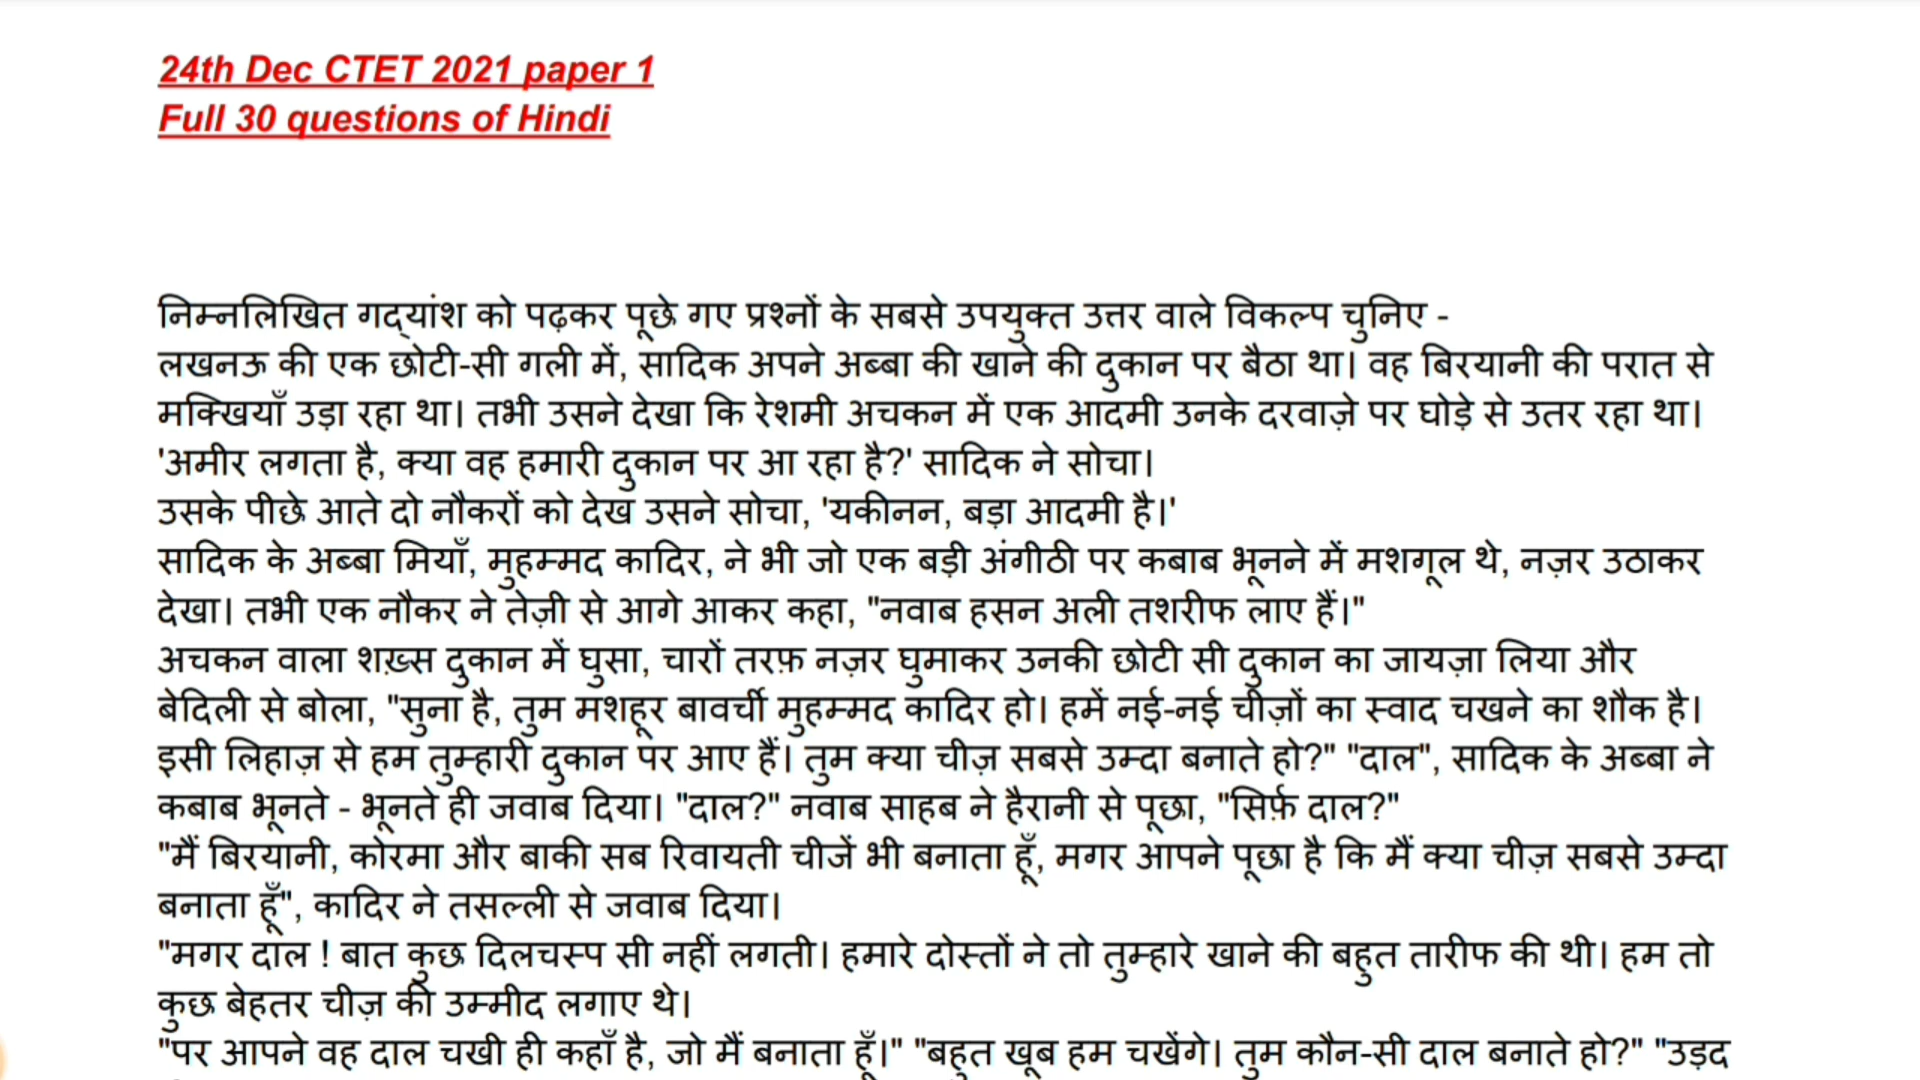 24th Dec CTET 2021 paper 1
Full 30 questions of Hindi
निम्नलिखित गद्यांश को पढ़कर पूछे गए प्रश्नों के सबसे उपयुक्त उत्तर वाले विकल्प चुनिए -
लखनऊ की एक छोटी-सी गली में, सादिक अपने अब्बा की खाने की दुकान पर बैठा था। वह बिरयानी की परात से
मक्खियाँ उड़ा रहा था। तभी उसने देखा कि रेशमी अचकन में एक आदमी उनके दरवाज़े पर घोड़े से उतर रहा था।
'अमीर लगता है, क्या वह हमारी दुकान पर आ रहा है?' सादिक ने सोचा।
उसके पीछे आते दो नौकरों को देख उसने सोचा, 'यकीनन, बड़ा आदमी है।'
सादिक के अब्बा मियाँ, मुहम्मद कादिर, ने भी जो एक बड़ी अंगीठी पर कबाब भूनने में मशगूल थे, नज़र उठाकर
देखा। तभी एक नौकर ने तेज़ी से आगे आकर कहा, "नवाब हसन अली तशरीफ लाए हैं।"
अचकन वाला शख़्स दुकान में घुसा, चारों तरफ़ नज़र घुमाकर उनकी छोटी सी दुकान का जायज़ा लिया और
बेदिली से बोला, "सुना है, तुम मशहूर बावर्ची मुहम्मद कादिर हो। हमें नई-नई चीज़ों का स्वाद चखने का शौक है।
इसी लिहाज़ से हम तुम्हारी दुकान पर आए हैं। तुम क्या चीज़ सबसे उम्दा बनाते हो?" "दाल", सादिक के अब्बा ने
कबाब भूनते - भूनते ही जवाब दिया। "दाल?" नवाब साहब ने हैरानी से पूछा, "सिर्फ़ दाल?"
"मैं बिरयानी, कोरमा और बाकी सब रिवायती चीजें भी बनाता हूँ, मगर आपने पूछा है कि मैं क्या चीज़ सबसे उम्दा
बनाता हूँ", कादिर ने तसल्ली से जवाब दिया।
"मगर दाल ! बात कुछ दिलचस्प सी नहीं लगती। हमारे दोस्तों ने तो तुम्हारे खाने की बहुत तारीफ की थी। हम तो
कुछ बेहतर चीज़ की उम्मीद लगाए थे।
"पर आपने वह दाल चखी ही कहाँ है, जो मैं बनाता हूँ।" "बहुत खूब हम चखेंगे। तुम कौन-सी दाल बनाते हो?" "उड़द